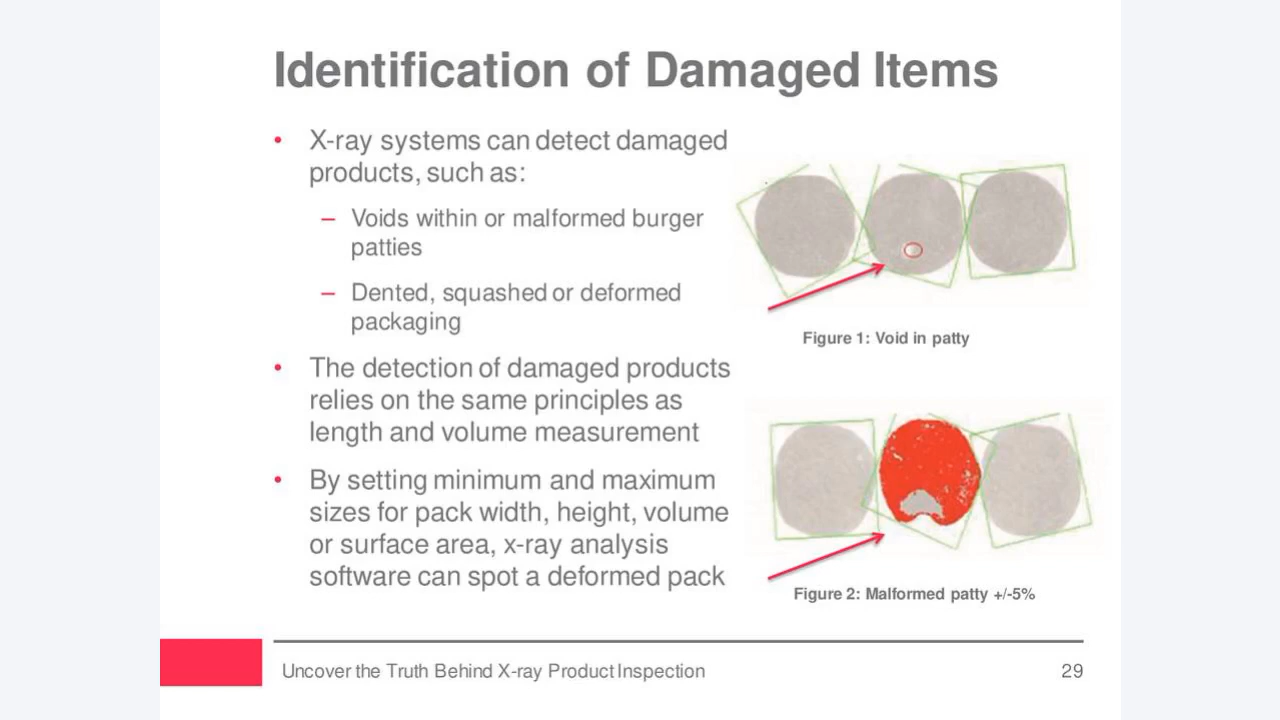 Identification of Damaged Items
• X-ray systems can detect damaged
products, such as:
– Voids within or malformed burger
patties
– Dented, squashed or deformed
packaging
• The detection of damaged products
relies on the same principles as
length and volume measurement
• By setting minimum and maximum
sizes for pack width, height, volume
or surface area, x-ray analysis
software can spot a deformed pack
Figure 1: Void in patty
Figure 2: Malformed patty +/-5%
Uncover the Truth Behind X-ray Product Inspection
29